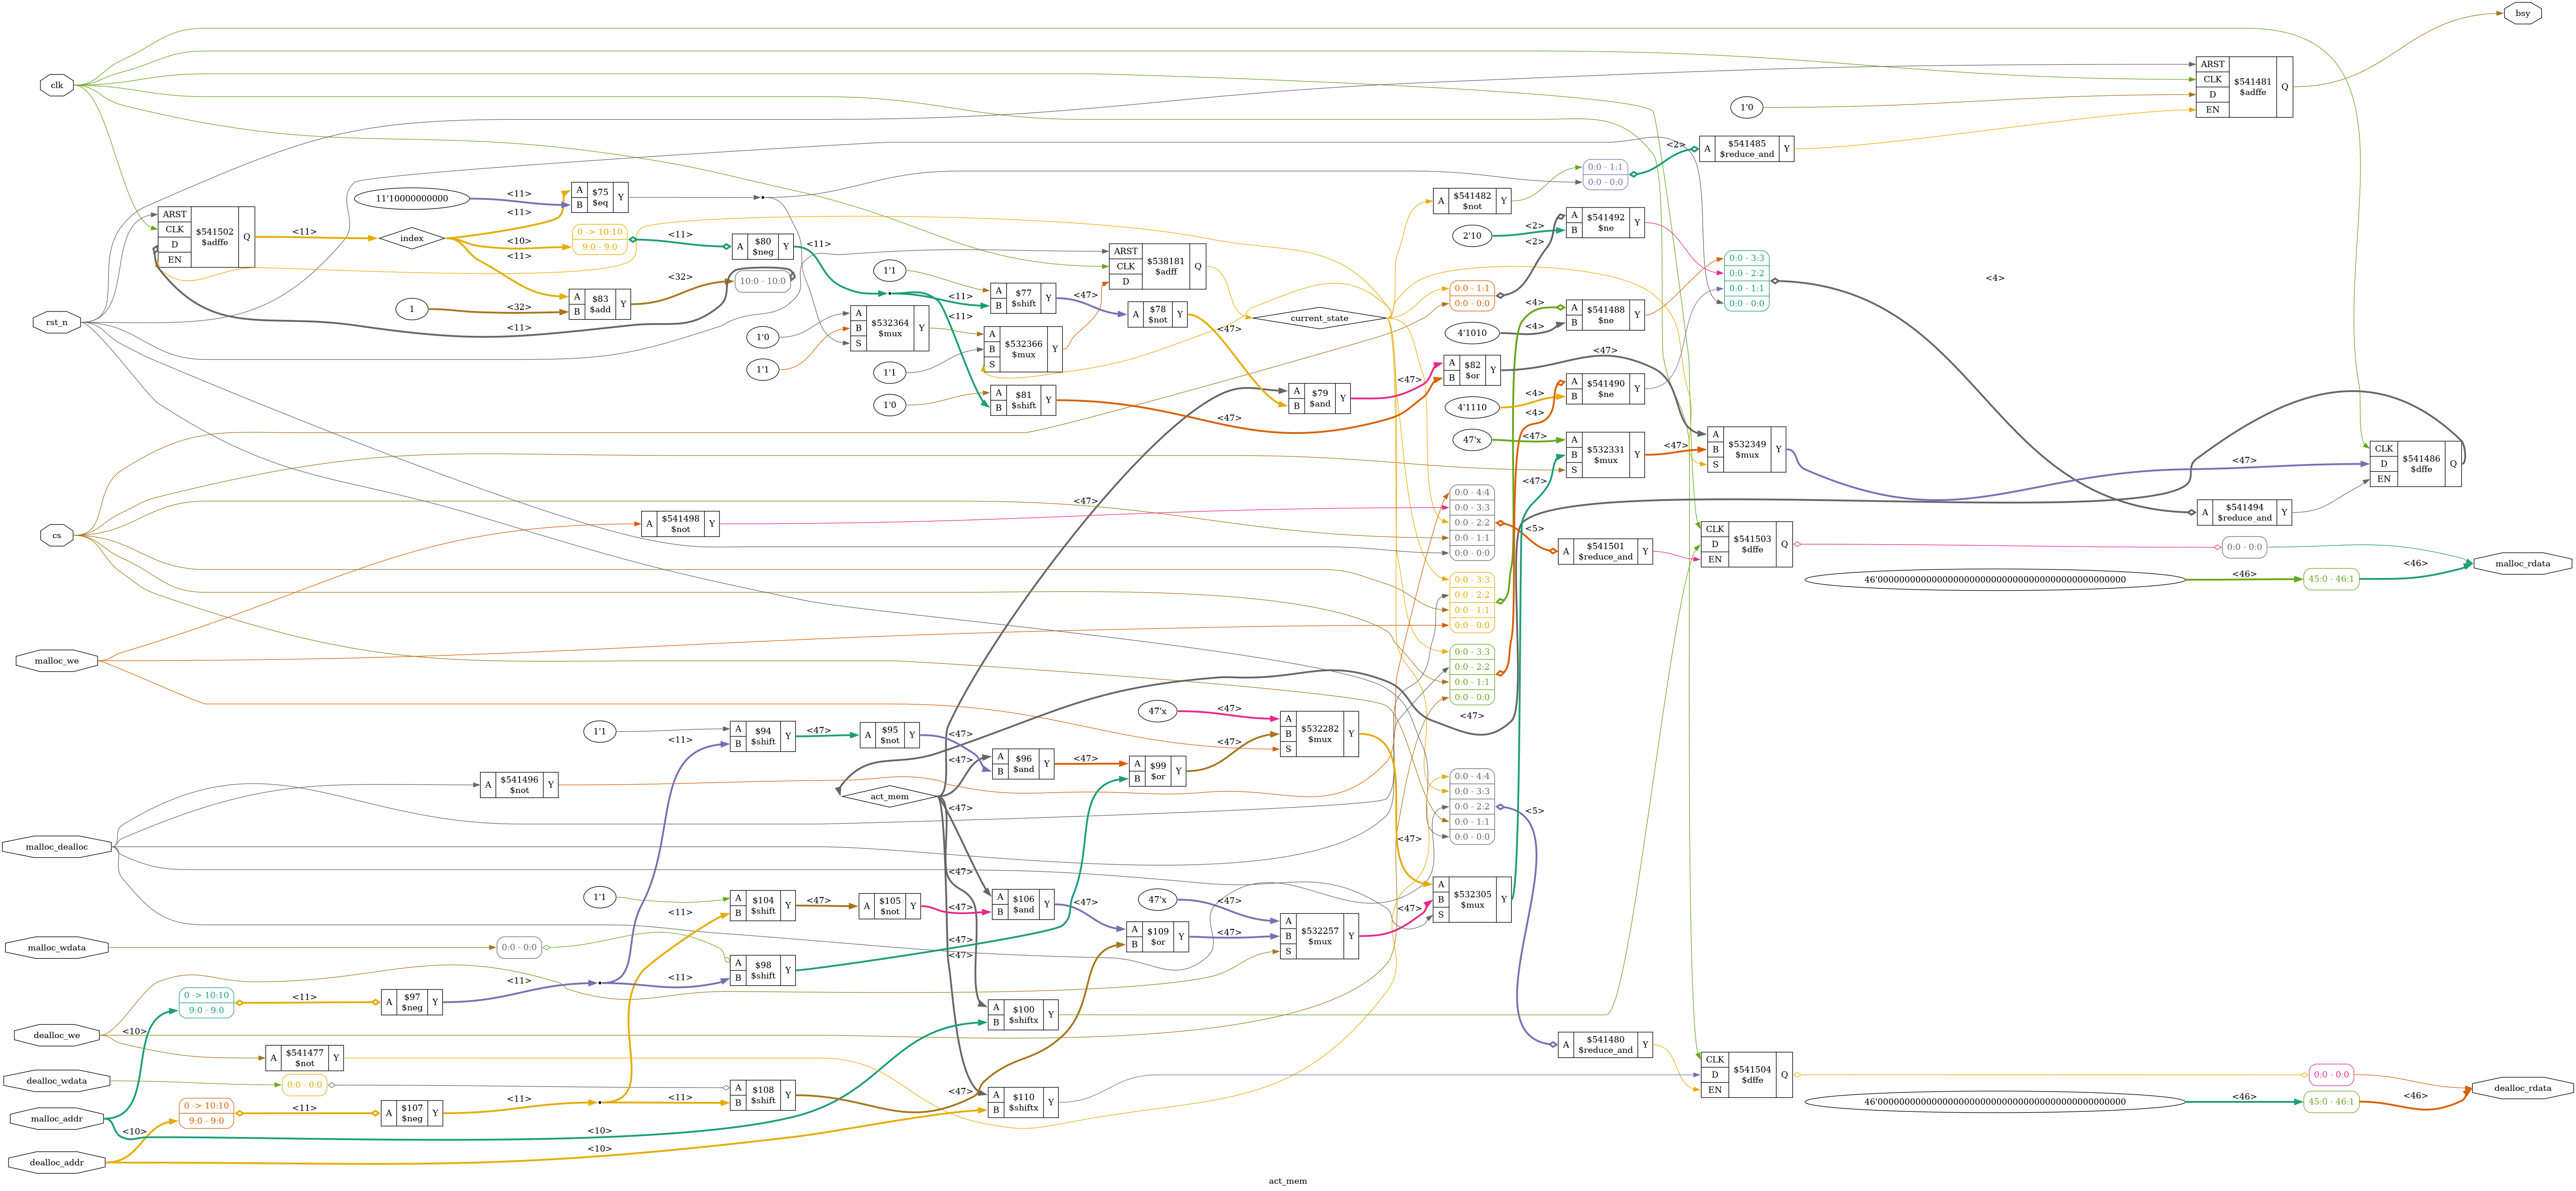 bsy
clk
ARST
CLK
D
EN
$541481
$adffe
Q
1'0
<2>
$541485
A
$reduce_and
Y
0:0 - 1:1
0:0 - 0:0
11'10000000000
<11>
<11>
A
B
$75
$eq
Y
A
$541482
$not
Y
ARST
CLK
D
EN
$541502
$adffe
Q
<11>
index
<10>
<11>
0 -> 10:10
9:0 - 9:0
<11>
A
$80
$neg
Y
<11>
2'10
<2>
<2>
A
B
$541492
$ne
Y
ARST
CLK
D
$538181
$adff
Q
0:0 - 3:3
0:0 - 2:2
0:0 - 1:1
0:0 - 0:0
<4>
<32>
10:0 - 10:0
1'1
<11>
A
B
$77
$shift
Y
<47>
0:0 - 1:1
0:0 - 0:0
1
<32>
A
B
$83
$add
Y
<11>
rst_n
A
$78
$not
Y
<47>
current_state
<4>
4'1010
<4>
A
B
$541488
$ne
Y
1'0
1'1
A
B
S
$532364
$mux
Y
<11>
1'1
A
B
S
$532366
$mux
Y
1'0
A
B
$81
$shift
Y
<47>
A
B
$79
$and
Y
<47>
A
B
$82
$or
Y
<47>
4'1110
<4>
<4>
A
B
$541490
$ne
Y
47'x
<47>
<47>
A
B
S
$532331
$mux
Y
<47>
A
B
S
$532349
$mux
Y
<47>
CLK
D
EN
$541486
$dffe
Q
cs
<47>
A
$541498
$not
Y
0:0 - 4:4
0:0 - 3:3
0:0 - 2:2
0:0 - 1:1
0:0 - 0:0
<5>
A
$541501
$reduce_and
Y
A
$541494
$reduce_and
Y
CLK
D
EN
$541503
$dffe
Q
0:0 - 0:0
malloc_rdata
46'0000000000000000000000000000000000000000000000
<46>
45:0 - 46:1
<46>
0:0 - 3:3
0:0 - 2:2
0:0 - 1:1
0:0 - 0:0
malloc_we
0:0 - 3:3
0:0 - 2:2
0:0 - 1:1
0:0 - 0:0
<47>
1'1
<11>
A
B
$94
$shift
Y
<47>
A
$95
$not
Y
<47>
47'x
<47>
<47>
A
B
S
$532282
$mux
Y
<47>
A
B
$96
$and
Y
<47>
A
B
$99
$or
Y
A
$541496
$not
Y
act_mem
<47>
0:0 - 4:4
0:0 - 3:3
0:0 - 2:2
0:0 - 1:1
0:0 - 0:0
<5>
malloc_dealloc
<47>
<47>
1'1
<11>
A
B
$104
$shift
Y
<47>
A
$105
$not
Y
<47>
A
B
$106
$and
Y
<47>
47'x
<47>
<47>
A
B
S
$532257
$mux
Y
<47>
A
B
S
$532305
$mux
Y
A
B
$109
$or
Y
malloc_wdata
0:0 - 0:0
<47>
<47>
A
B
$98
$shift
Y
0 -> 10:10
9:0 - 9:0
<11>
A
$97
$neg
Y
<11>
<11>
A
B
$100
$shiftx
Y
dealloc_we
<10>
A
$541477
$not
Y
A
$541480
$reduce_and
Y
CLK
D
EN
$541504
$dffe
Q
0:0 - 0:0
dealloc_rdata
46'0000000000000000000000000000000000000000000000
<46>
45:0 - 46:1
<46>
dealloc_wdata
0:0 - 0:0
<47>
A
B
$108
$shift
Y
A
B
$110
$shiftx
Y
malloc_addr
0 -> 10:10
9:0 - 9:0
<11>
A
$107
$neg
Y
<11>
<11>
<10>
<10>
dealloc_addr
<10>
act_mem